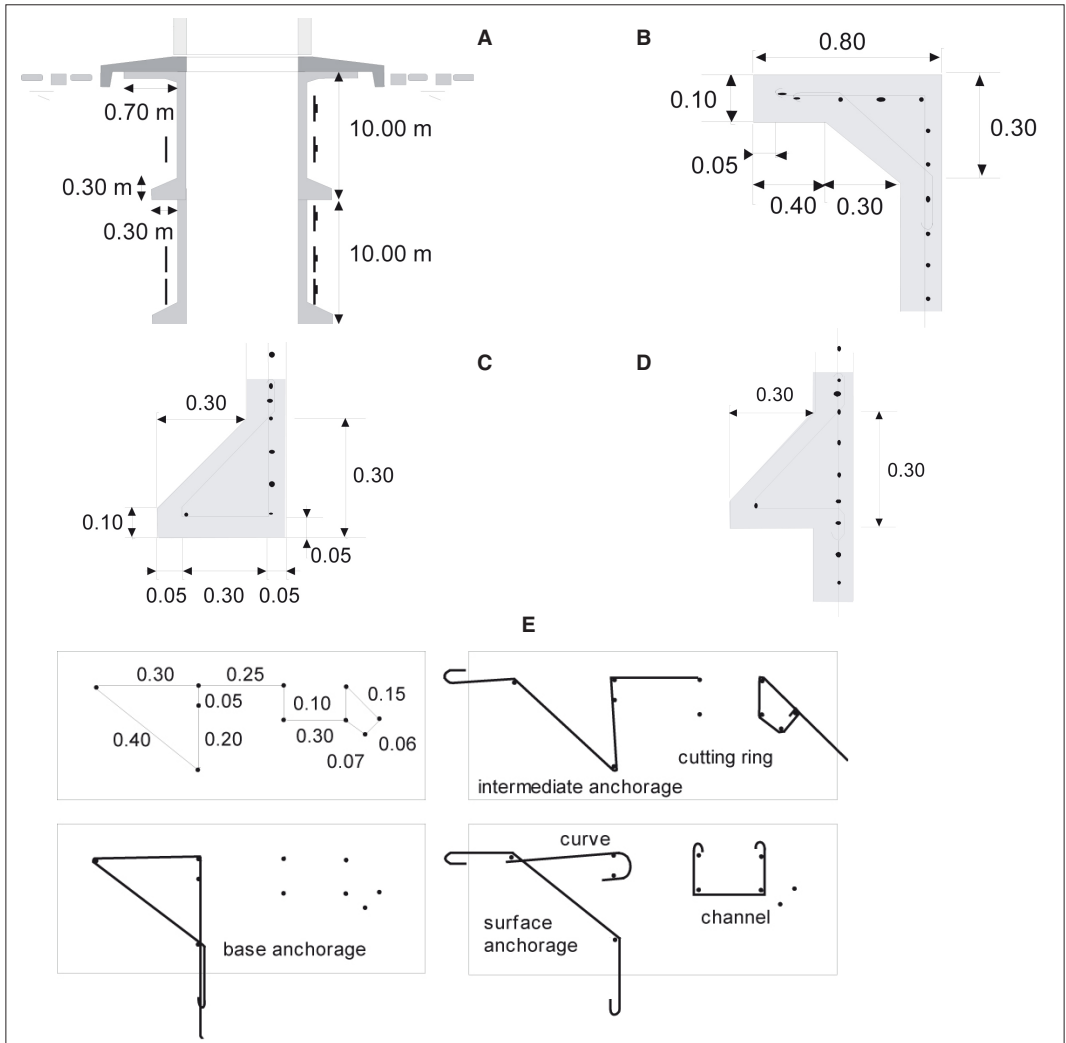 A
0.70 m
10.00 m
0.30 m
0.30 m
10.00 m
B
0.80
0.10
0.30
0.05
0.40 0.30
C
0.30
0.30
0.10
0.05
0.05 0.30 0.05
D
0.30
0.30
E
0.30 0.25
0.05
0.10
0.15
0.40
0.20
0.30
0.06
0.07
cutting ring
intermediate anchorage
base anchorage
curve
surface
anchorage
channel